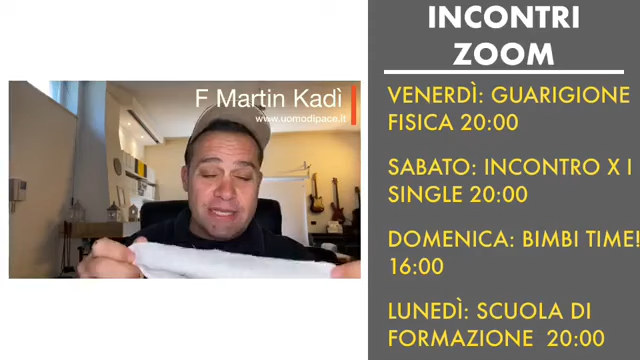 F Martin Kadì
www.uomodipace.it
INCONTRI
ZOOM
VENERDÌ: GUARIGIONE
FISICA 20:00
SABATO: INCONTRO X I
SINGLE 20:00
DOMENICA: BIMBI TIME!
16:00
LUNEDÌ: SCUOLA DI
FORMAZIONE 20:00